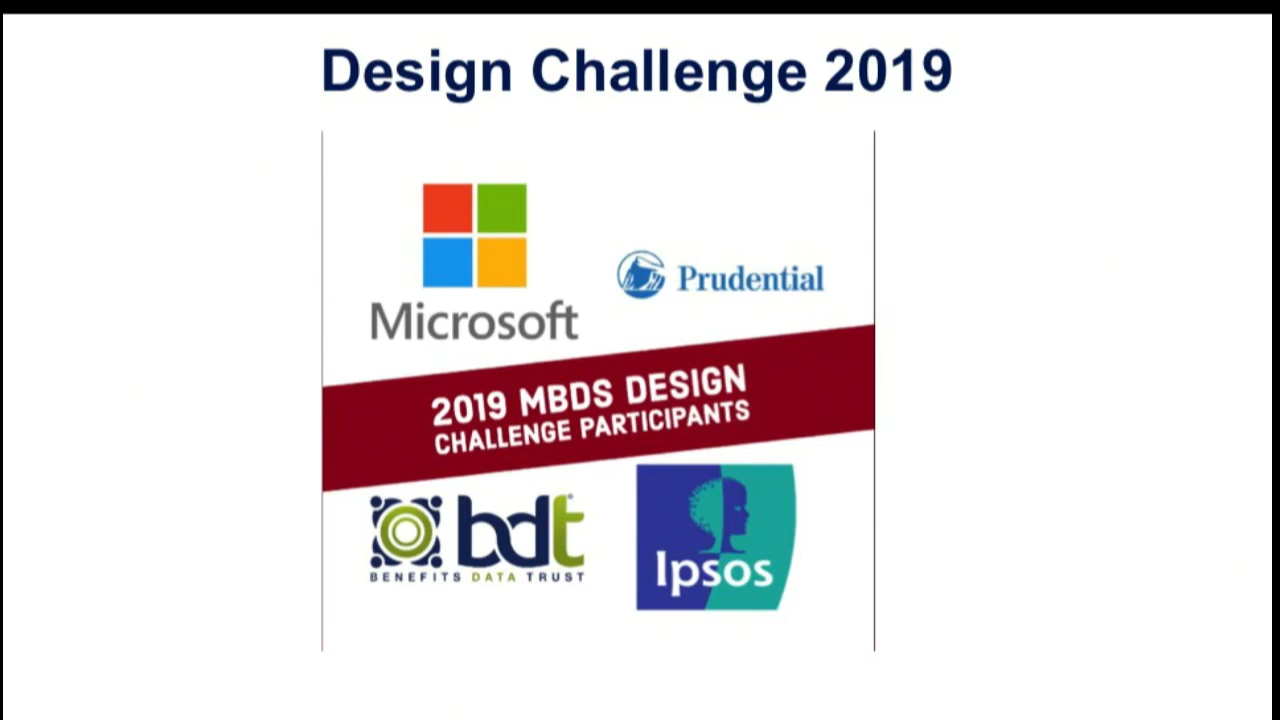 Design Challenge 2019
Microsoft
Prudential
2019 MBDS DESIGN
CHALLENGE PARTICIPANTS
bdt
BENEFITS DATA TRUST
Ipsos